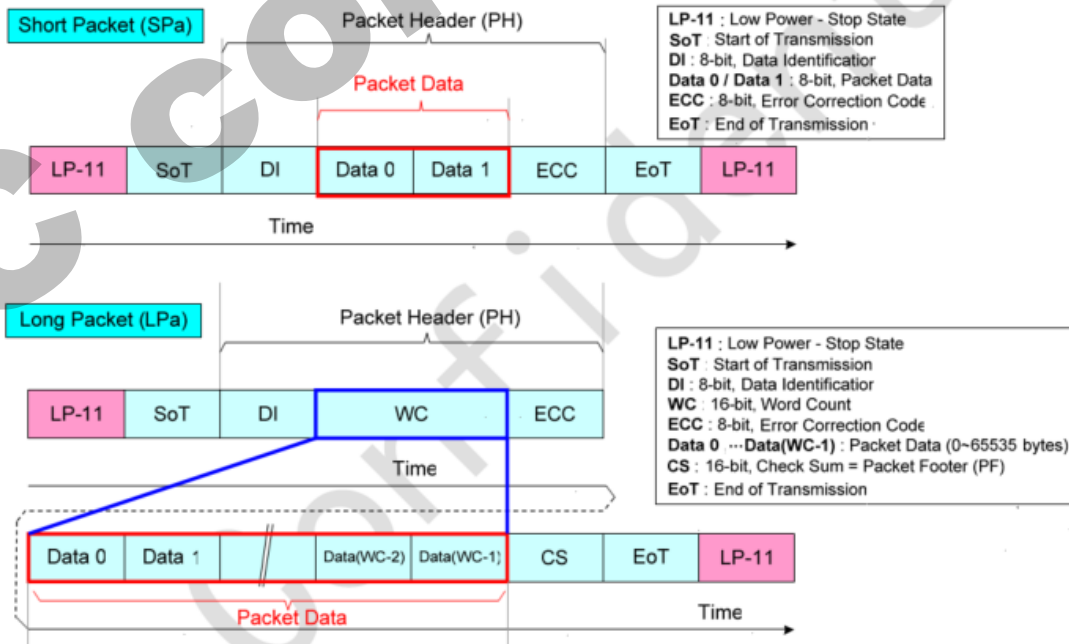 Short Packet (SPa)
Packet Header (PH)
Packet Data
LP-11 : Low Power - Stop State
SoT : Start of Transmission
DI : 8-bit, Data Identification
Data 0 / Data 1 : 8-bit, Packet Data
ECC : 8-bit, Error Correction Code
EoT : End of Transmission
LP-11 SoT DI Data 0 Data 1 ECC EoT LP-11
Time
Long Packet (LPa)
Packet Header (PH)
LP-11 : Low Power - Stop State
SoT : Start of Transmission
DI : 8-bit, Data Identification
WC : 16-bit, Word Count
ECC : 8-bit, Error Correction Code
Data 0 ...Data(WC-1) : Packet Data (0~65535 bytes)
CS : 16-bit, Check Sum = Packet Footer (PF)
EoT : End of Transmission
LP-11 SoT DI WC ECC
Time
Data 0 Data 1 // Data(WC-2) Data(WC-1) CS EoT LP-11
Packet Data
Time